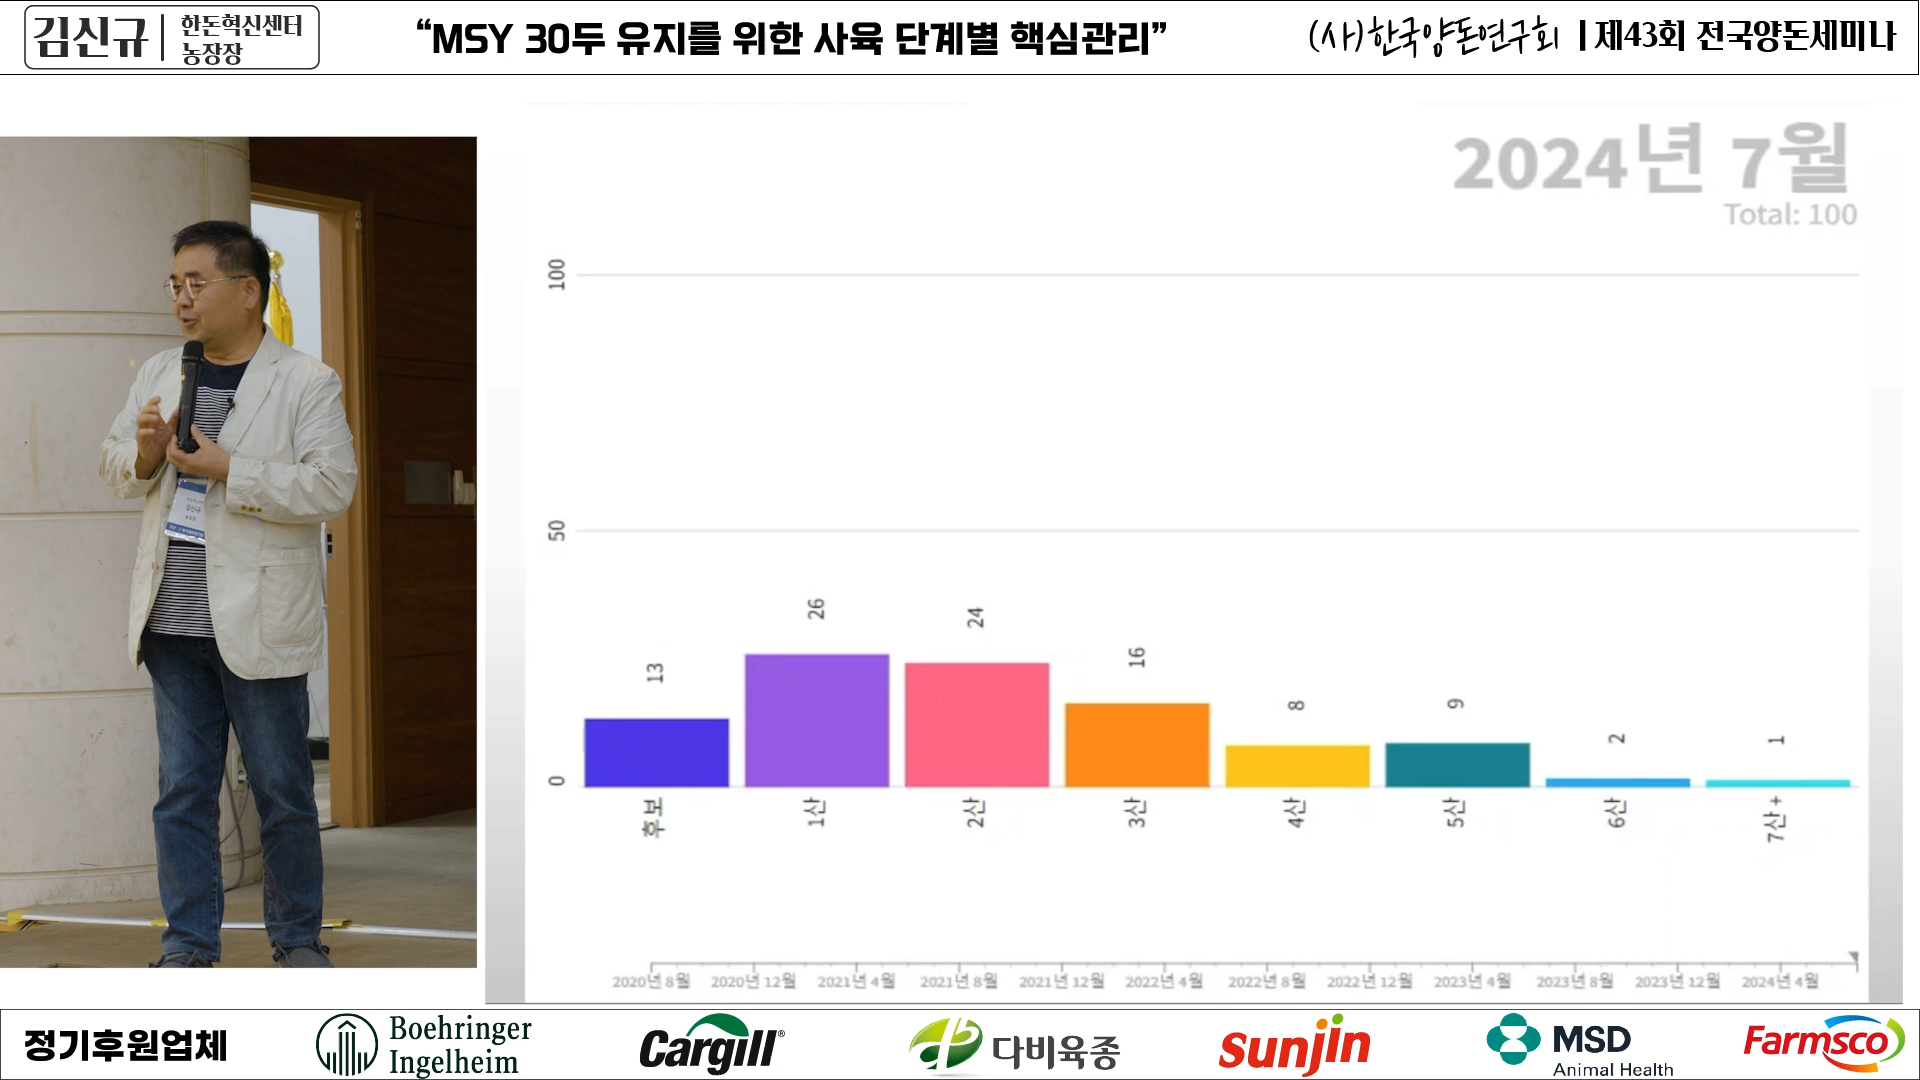 김신규
한돈혁신센터
농장장
“MSY 30두 유지를 위한 사육 단계별 핵심관리”
(사)한국양돈연구회 | 제43회 전국양돈세미나
2024년 7월
Total: 100
100
50
0
13
26
24
16
8
9
2
1
후보
1산
2산
3산
4산
5산
6산
7산+
2020년 8월
2020년 12월
2021년 4월
2021년 8월
2021년 12월
2022년 4월
2022년 8월
2022년 12월
2023년 4월
2023년 8월
2023년 12월
2024년 4월
김신규
정기후원업체
Boehringer
Ingelheim
Cargill®
다비육종
Sunjin
MSD
Animal Health
Farmsco